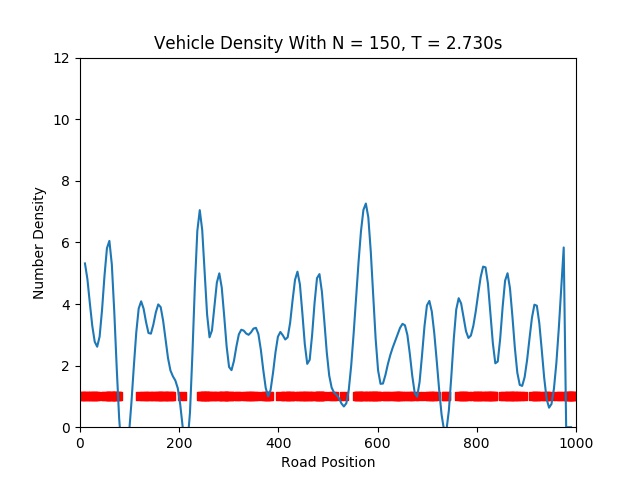 Vehicle Density With N = 150, T = 2.730s
12
10
8
6
4
2
0
Number Density
0 200 400 600 800 1000
Road Position